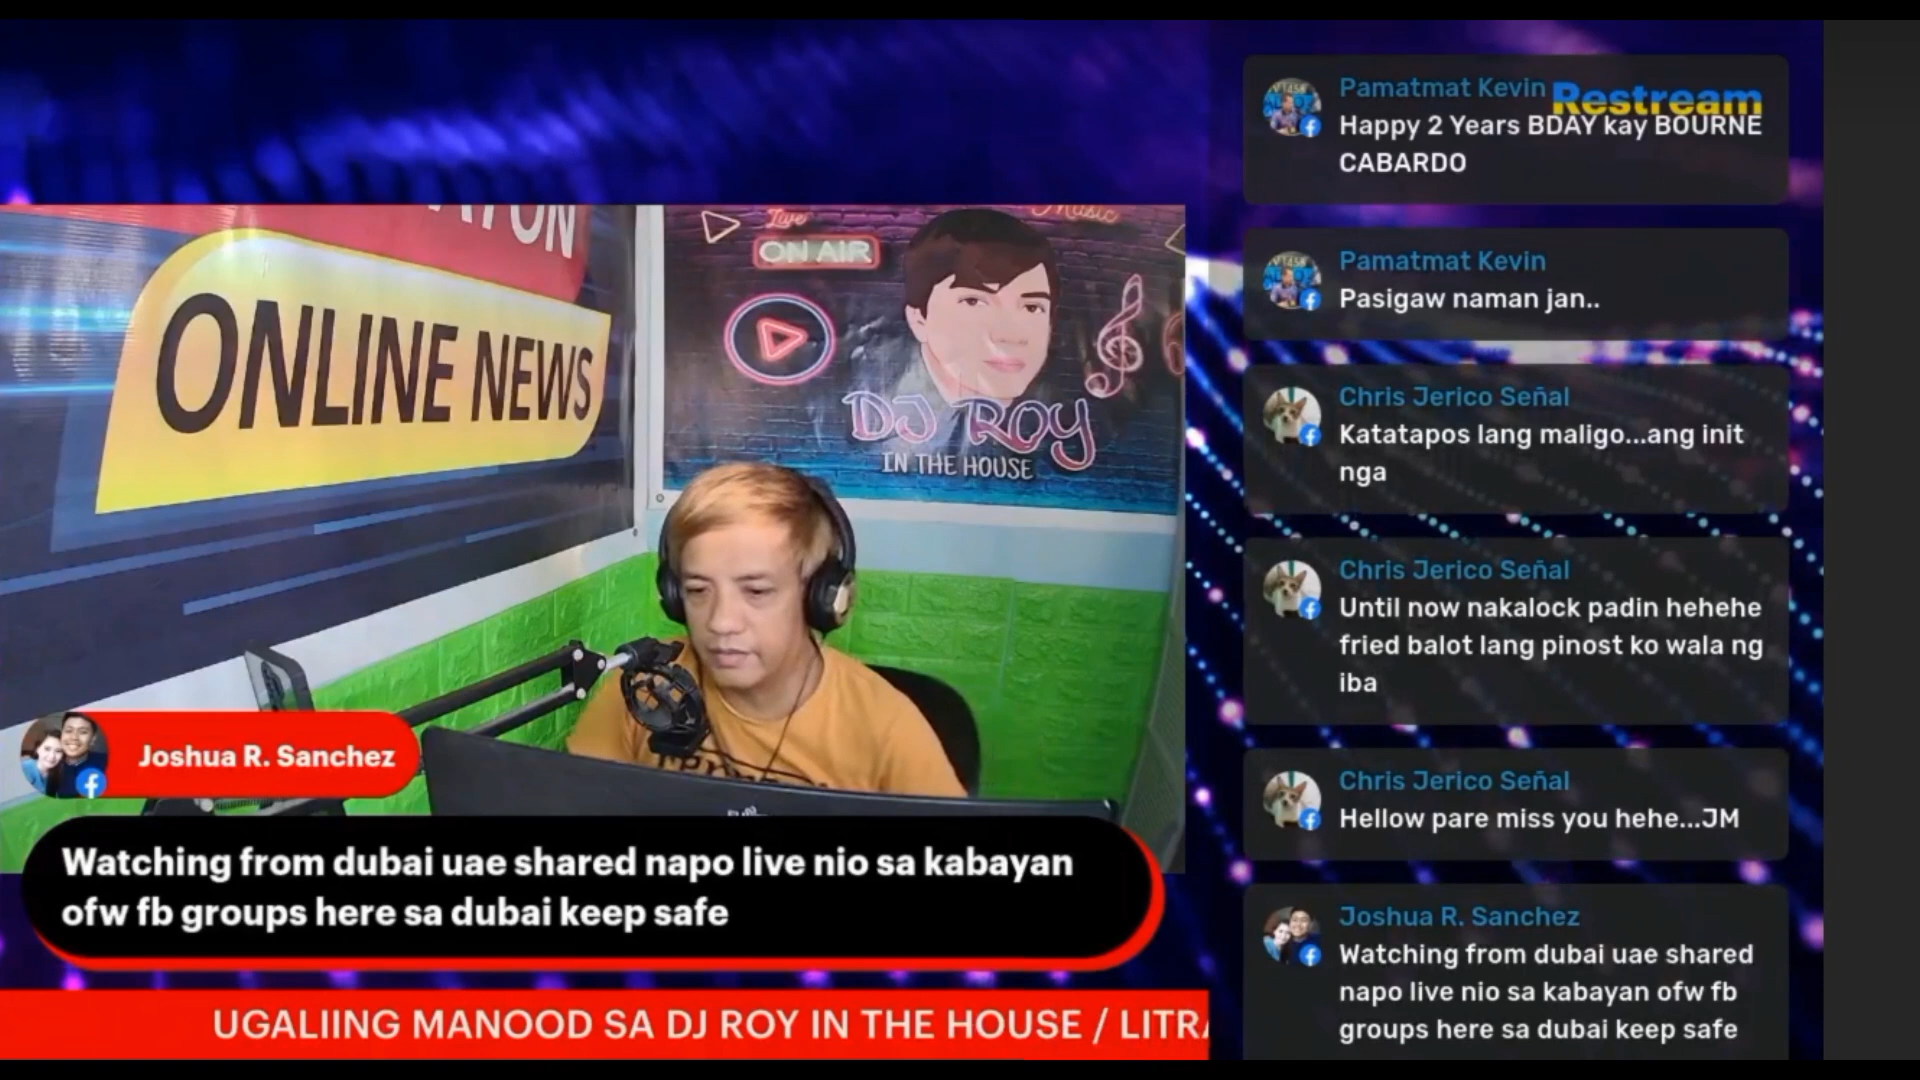 ONLINE NEWS
Live
Music
ON AIR
DJ ROY
IN THE HOUSE
Joshua R. Sanchez
Watching from dubai uae shared napo live nio sa kabayan
ofw fb groups here sa dubai keep safe
UGALIING MANOOD SA DJ ROY IN THE HOUSE /
Restream
Pamatmat Kevin
Happy 2 Years BDAY kay BOURNE
CABARDO
Pamatmat Kevin
Pasigaw naman jan..
Chris Jerico Señal
Katatapos lang maligo...ang init
nga
Chris Jerico Señal
Until now nakalock padin hehehe
fried balot lang pinost ko wala ng
iba
Chris Jerico Señal
Hellow pare miss you hehe...JM
Joshua R. Sanchez
Watching from dubai uae shared
napo live nio sa kabayan ofw fb
groups here sa dubai keep safe